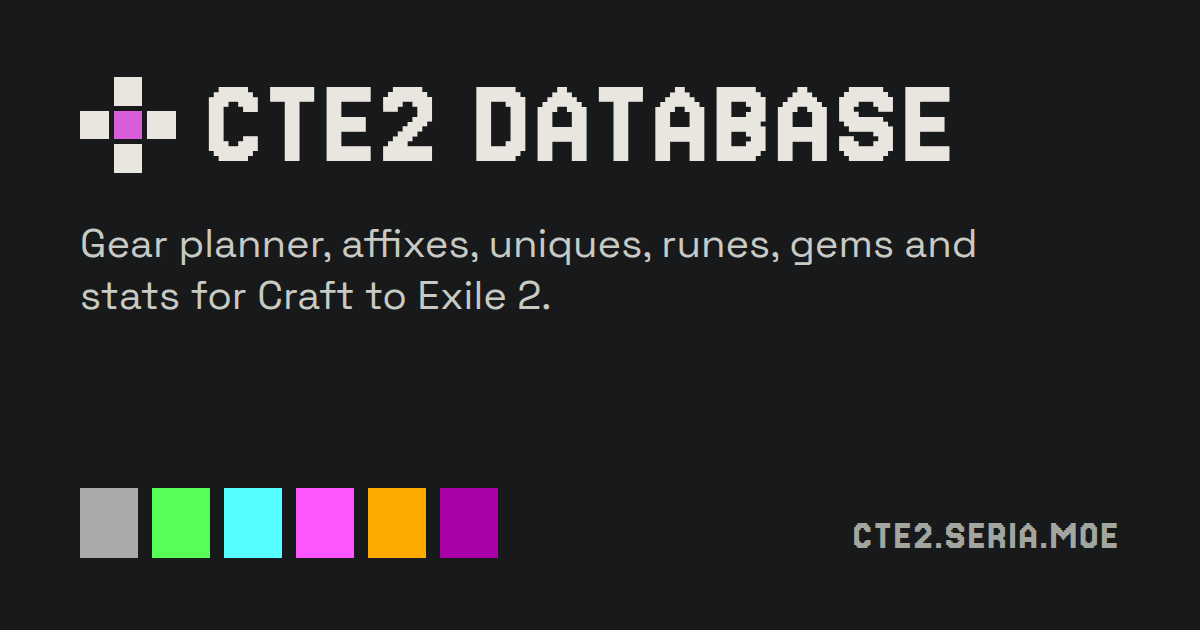 CTE2 DATABASE
Gear planner, affixes, uniques, runes, gems and
stats for Craft to Exile 2.
CTE2.SERIA.MOE